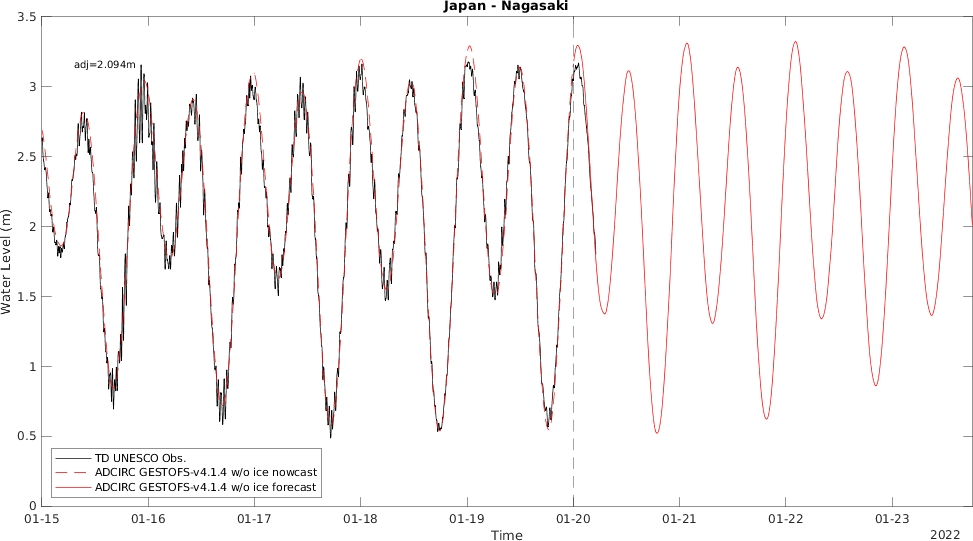 Japan - Nagasaki
3.5
adj=2.094m
3
2.5
2
1.5
1
0.5
0
Water Level (m)
TD UNESCO Obs.
ADCIRC GESTOFS-v4.1.4 w/o ice nowcast
ADCIRC GESTOFS-v4.1.4 w/o ice forecast
01-15 01-16 01-17 01-18 01-19 01-20 01-21 01-22 01-23
Time
2022